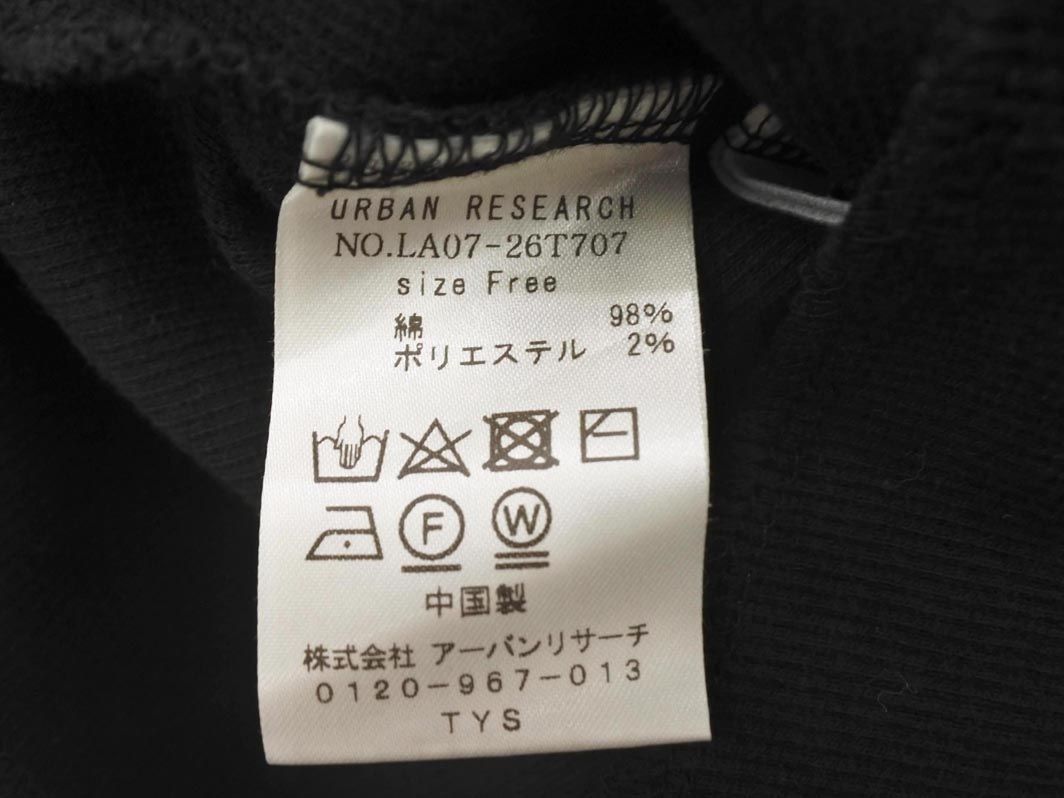 URBAN RESEARCH
NO.LA07-26T707
size Free
綿 98%
ポリエステル 2%
F W
中国製
株式会社 アーバンリサーチ
0120-967-013
TYS